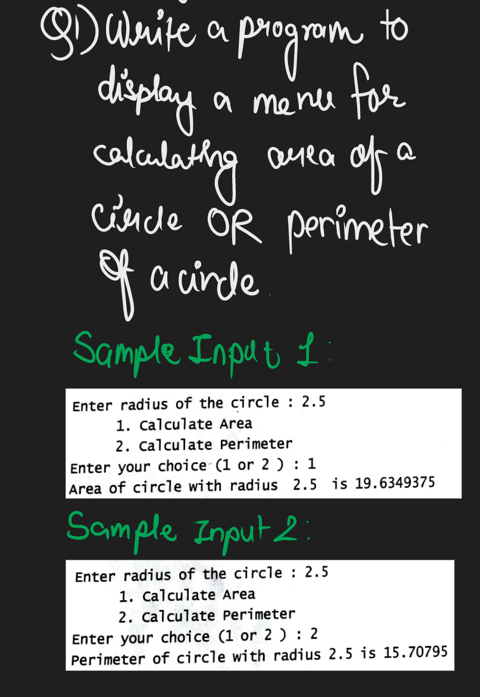 Q1) Write a program to
display a menu for
calculating area of a
circle OR perimeter
Of a circle.
Sample Input 1:
Enter radius of the circle : 2.5
1. Calculate Area
2. Calculate Perimeter
Enter your choice (1 or 2 ) : 1
Area of circle with radius 2.5 is 19.6349375
Sample Input 2:
Enter radius of the circle : 2.5
1. Calculate Area
2. Calculate Perimeter
Enter your choice (1 or 2 ) : 2
Perimeter of circle with radius 2.5 is 15.70795